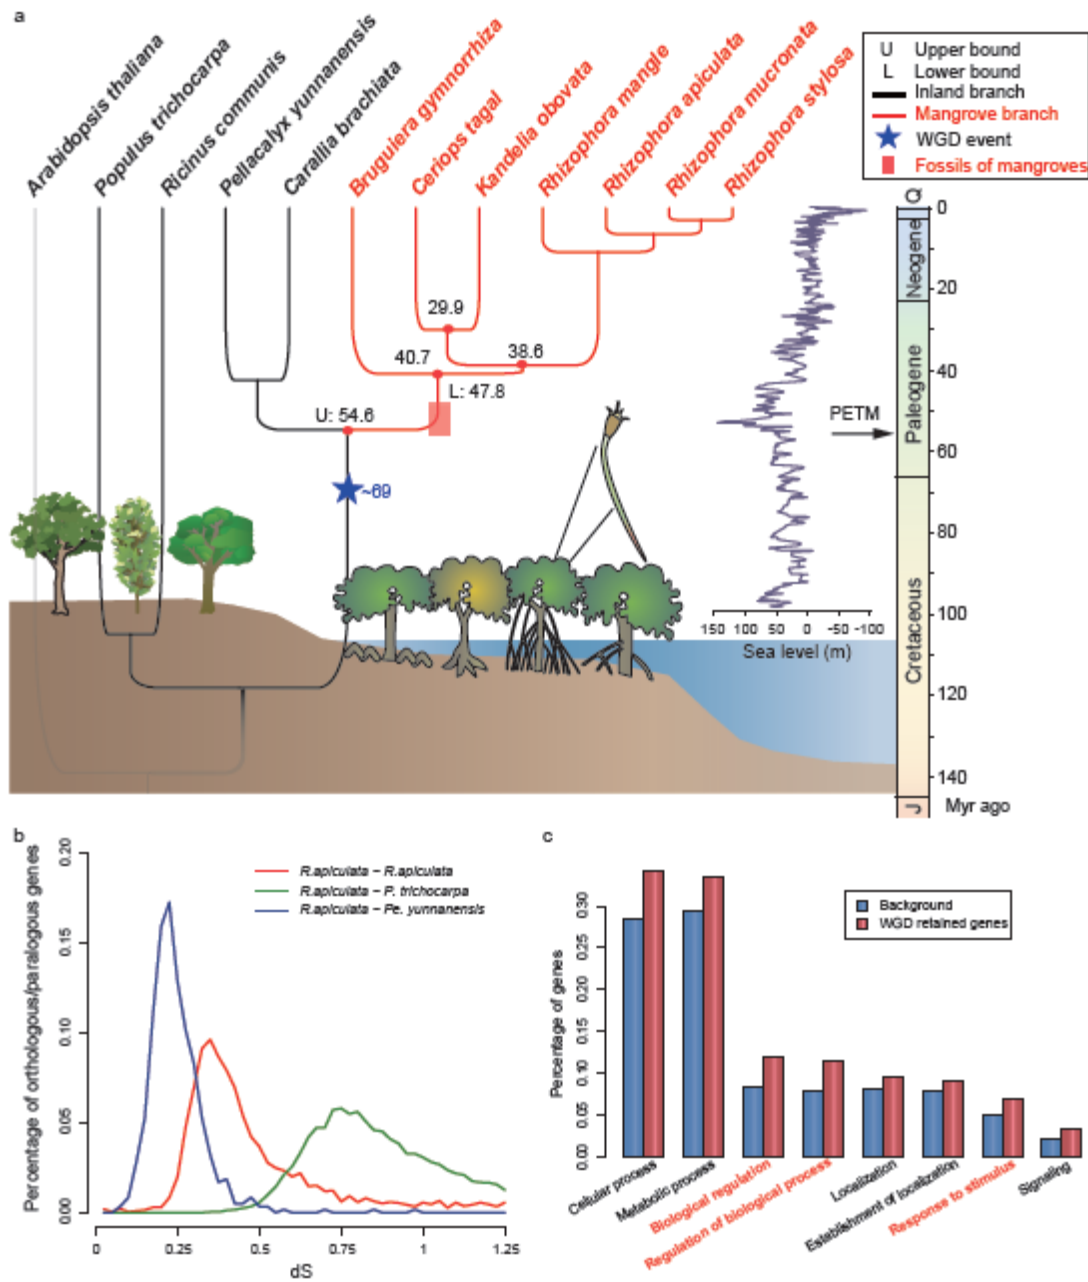 a
Arabidopsis thaliana
Populus trichocarpa
Ricinus communis
Pellacalyx yunnanensis
Carallia brachiata
Bruguiera gymnorrhiza
Ceriops tagal
Kandelia obovata
Rhizophora mangle
Rhizophora apiculata
Rhizophora mucronata
Rhizophora stylosa
U Upper bound
L Lower bound
Inland branch
Mangrove branch
WGD event
Fossils of mangroves
29.9
40.7
38.6
L: 47.8
U: 54.6
~69
PETM
Q
Neogene
Paleogene
Cretaceous
J
0
20
40
60
80
100
120
140
Myr ago
150 100 50 0 -50 -100
Sea level (m)
b
Percentage of orthologous/paralogous genes
0.20
0.15
0.10
0.05
0.00
R.apiculata – R.apiculata
R.apiculata – P. trichocarpa
R.apiculata – Pe. yunnanensis
0 0.25 0.5 0.75 1 1.25
dS
c
Percentage of genes
0.30
0.25
0.20
0.15
0.10
0.05
0.00
Background
WGD retained genes
Cellular process
Metabolic process
Biological regulation
Regulation of biological process
Localization
Establishment of localization
Response to stimulus
Signaling